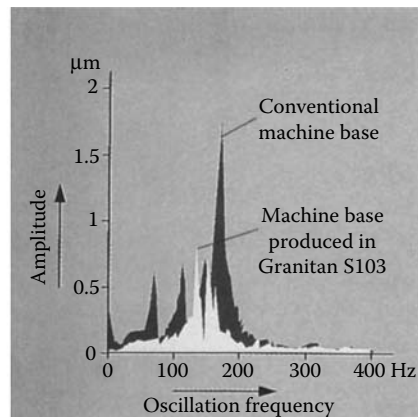 μm
2
1.5
1
0.5
0
Amplitude
Conventional
machine base
Machine base
produced in
Granitan S103
0 100 200 300 400 Hz
Oscillation frequency